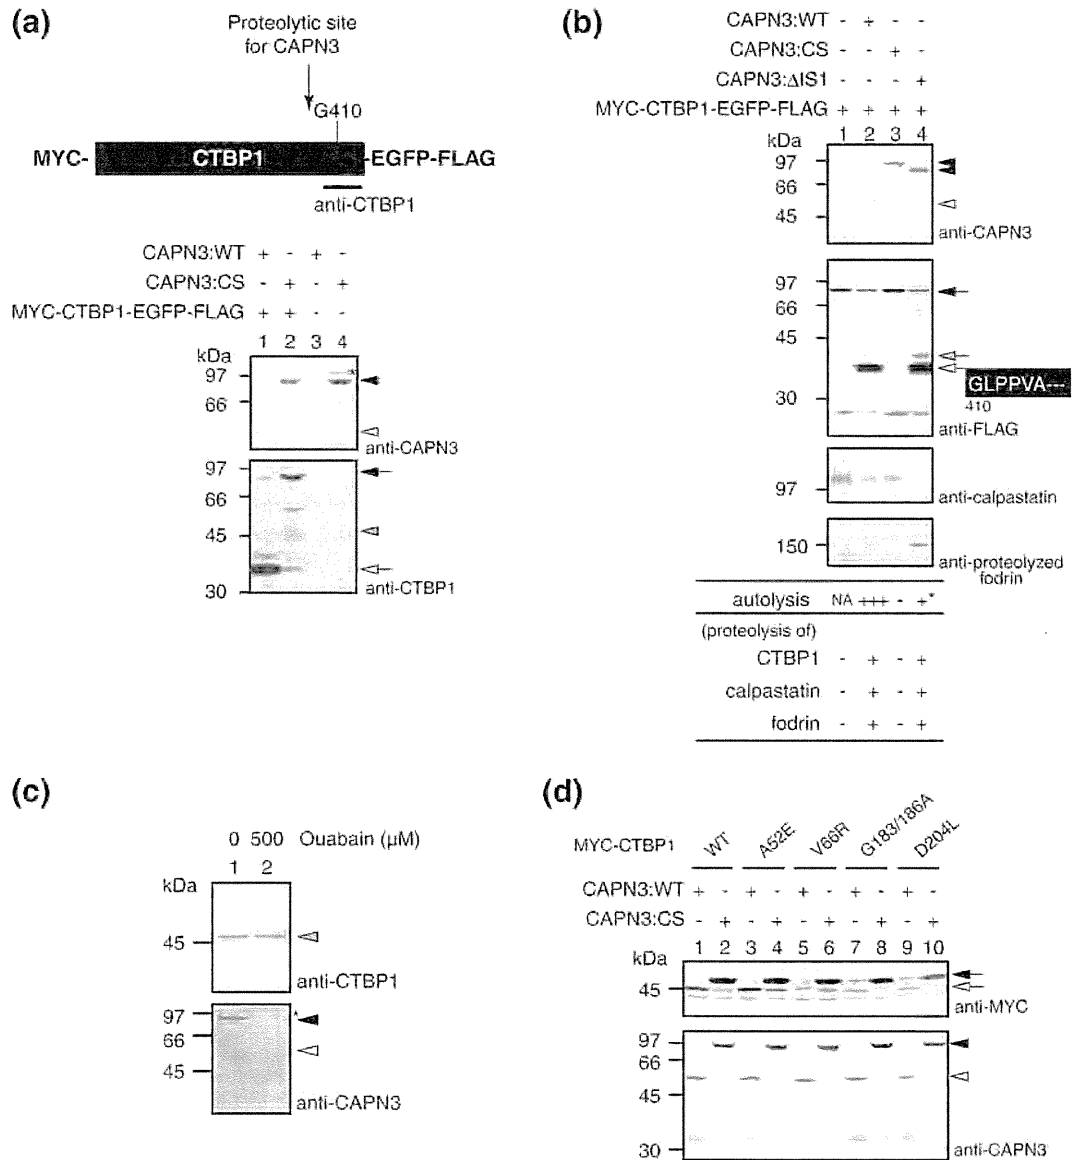 (a)
Proteolytic site
for CAPN3
G410
MYC-
CTBP1
-EGFP-FLAG
anti-CTBP1
CAPN3:WT + - + -
CAPN3:CS - + - +
MYC-CTBP1-EGFP-FLAG + + - -
1 2 3 4
kDa
97
66
*
anti-CAPN3
97
66
45
30
anti-CTBP1
(b)
CAPN3:WT - + - -
CAPN3:CS - - + -
CAPN3:ΔIS1 - - - +
MYC-CTBP1-EGFP-FLAG + + + +
kDa
1 2 3 4
97
66
45
anti-CAPN3
97
66
45
30
GLPPVA---
410
anti-FLAG
97
anti-calpastatin
150
anti-proteolyzed
fodrin
autolysis NA +++ - +*
(proteolysis of)
CTBP1 - + - +
calpastatin - + - +
fodrin - + - +
(c)
0 500 Ouabain (μM)
1 2
kDa
45
anti-CTBP1
97
66
45
*
anti-CAPN3
(d)
MYC-CTBP1 WT A52E V66R G183/186A D204L
CAPN3:WT + - + - + - + - + -
CAPN3:CS - + - + - + - + - +
1 2 3 4 5 6 7 8 9 10
kDa
45
anti-MYC
97
66
45
30
anti-CAPN3